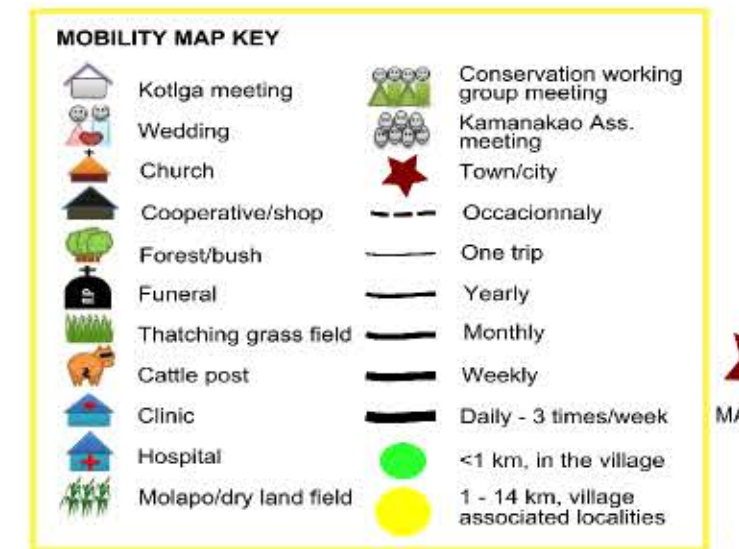 MOBILITY MAP KEY
Kotlga meeting
Wedding
Church
Cooperative/shop
Forest/bush
Funeral
Thatching grass field
Cattle post
Clinic
Hospital
Molapo/dry land field
Conservation working
group meeting
Kamanakao Ass.
meeting
Town/city
Occacionnaly
One trip
Yearly
Monthly
Weekly
Daily - 3 times/week
<1 km, in the village
1 - 14 km, village
associated localities
MA